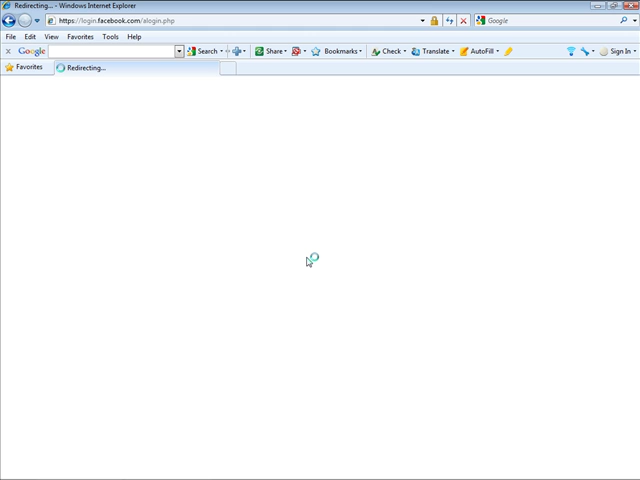 Redirecting... - Windows Internet Explorer
https://login.facebook.com/alogin.php
Google
File Edit View Favorites Tools Help
x Google Search Share Bookmarks Check Translate AutoFill Sign In
Favorites Redirecting...